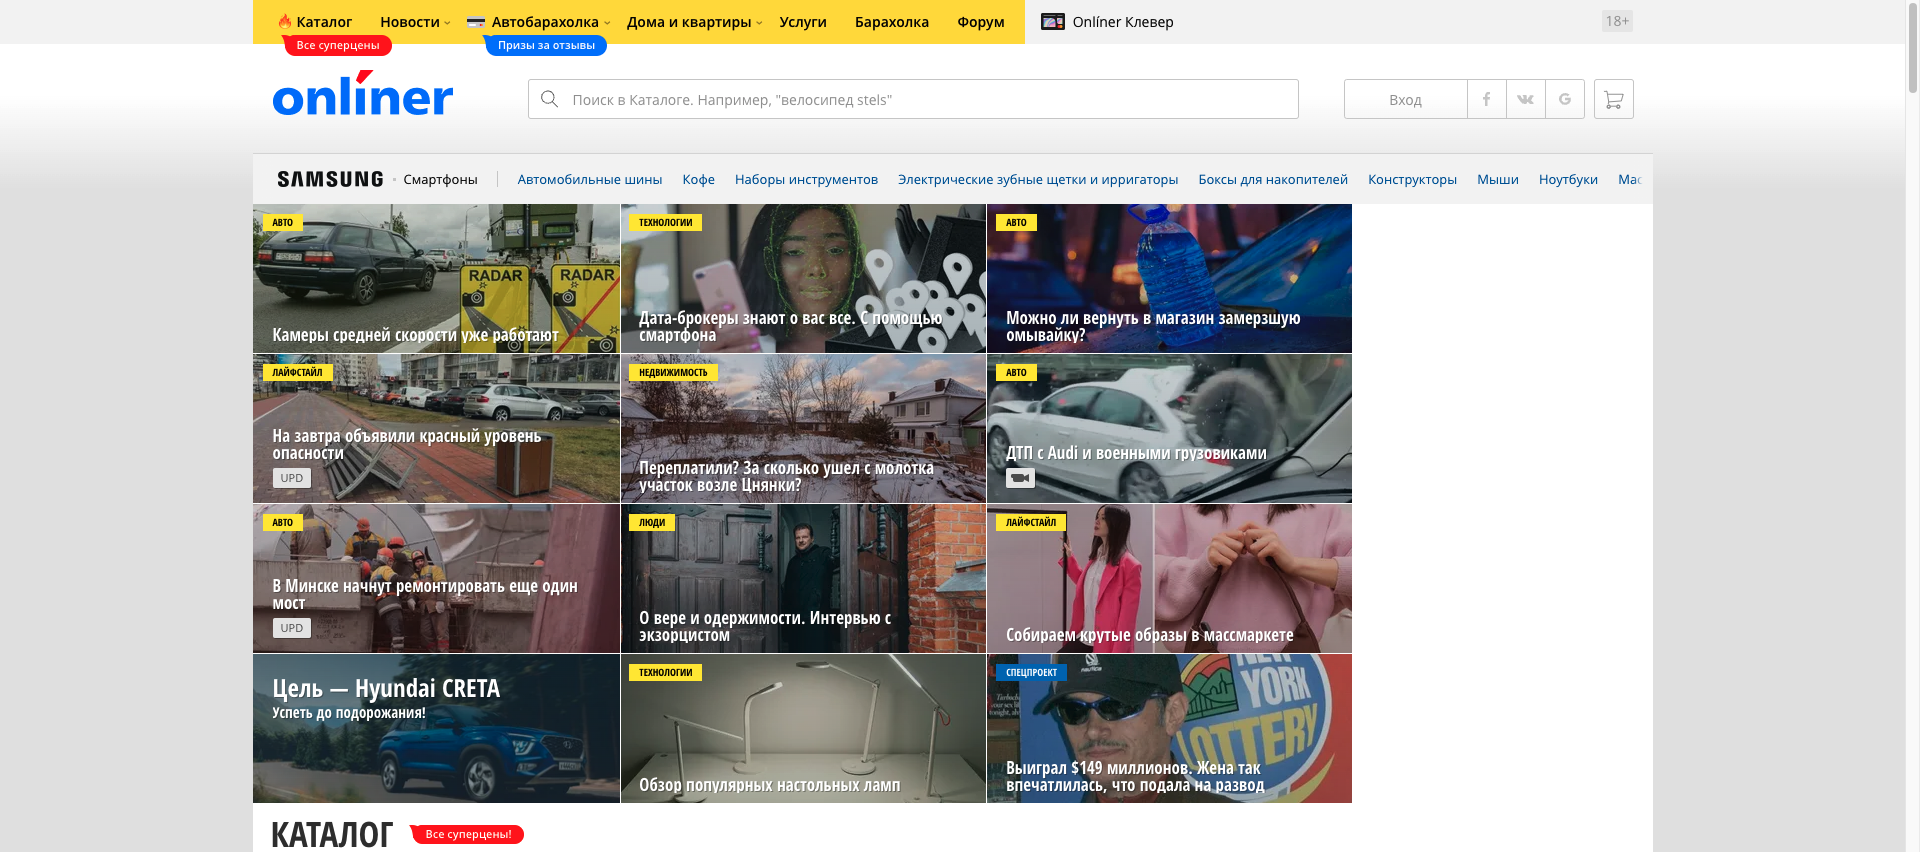 Каталог Новости Автобарахолка Дома и квартиры Услуги Барахолка Форум Onlíner Клевер 18+
Все суперцены Призы за отзывы
onlíner
Поиск в Каталоге. Например, "велосипед stels"
Вход
SAMSUNG Смартфоны Автомобильные шины Кофе Наборы инструментов Электрические зубные щетки и ирригаторы Боксы для накопителей Конструкторы Мыши Ноутбуки Мас
АВТО
RADAR RADAR
Камеры средней скорости уже работают
ТЕХНОЛОГИИ
Дата-брокеры знают о вас все. С помощью
смартфона
АВТО
Можно ли вернуть в магазин замерзшую
омывайку?
ЛАЙФСТАЙЛ
На завтра объявили красный уровень
опасности
UPD
НЕДВИЖИМОСТЬ
Переплатили? За сколько ушел с молотка
участок возле Цнянки?
АВТО
ДТП с Audi и военными грузовиками
АВТО
В Минске начнут ремонтировать еще один
мост
UPD
ЛЮДИ
О вере и одержимости. Интервью с
экзорцистом
ЛАЙФСТАЙЛ
Собираем крутые образы в массмаркете
Цель — Hyundai CRETA
Успеть до подорожания!
ТЕХНОЛОГИИ
Обзор популярных настольных ламп
СПЕЦПРОЕКТ
NEW
YORK
LOTTERY
Выиграл $149 миллионов. Жена так
впечатлилась, что подала на развод
КАТАЛОГ Все суперцены!